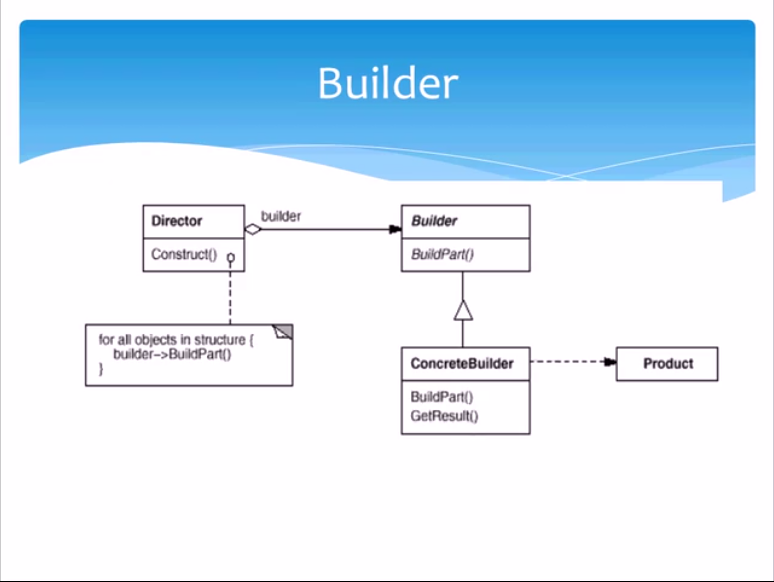 Builder
Director
Construct()
builder
Builder
BuildPart()
for all objects in structure {
builder->BuildPart()
}
ConcreteBuilder
BuildPart()
GetResult()
Product